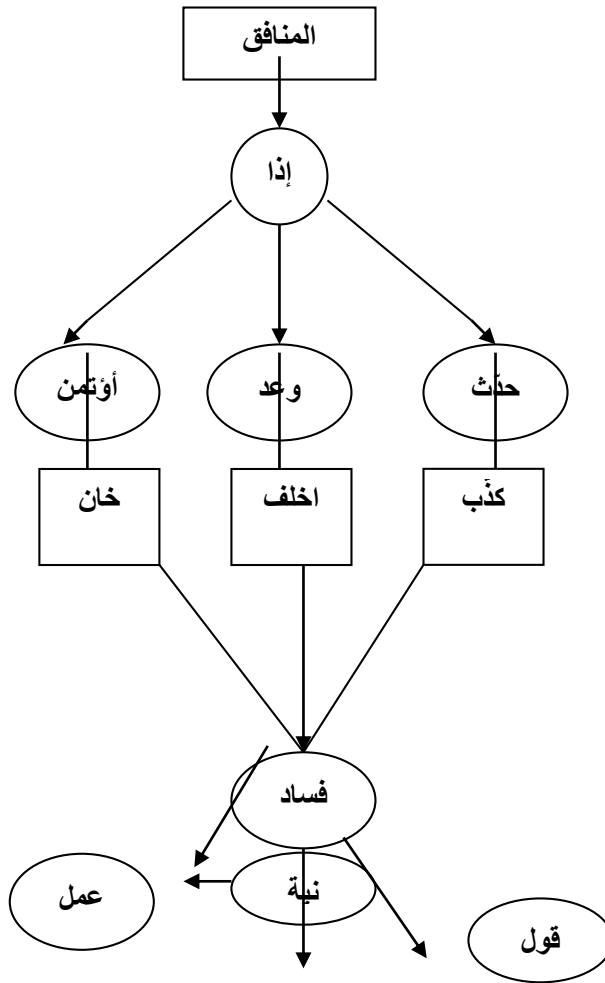 المنافق
إذا
حدّث
وعد
أؤتمن
كذّب
اخلف
خان
فساد
نية
عمل
قول